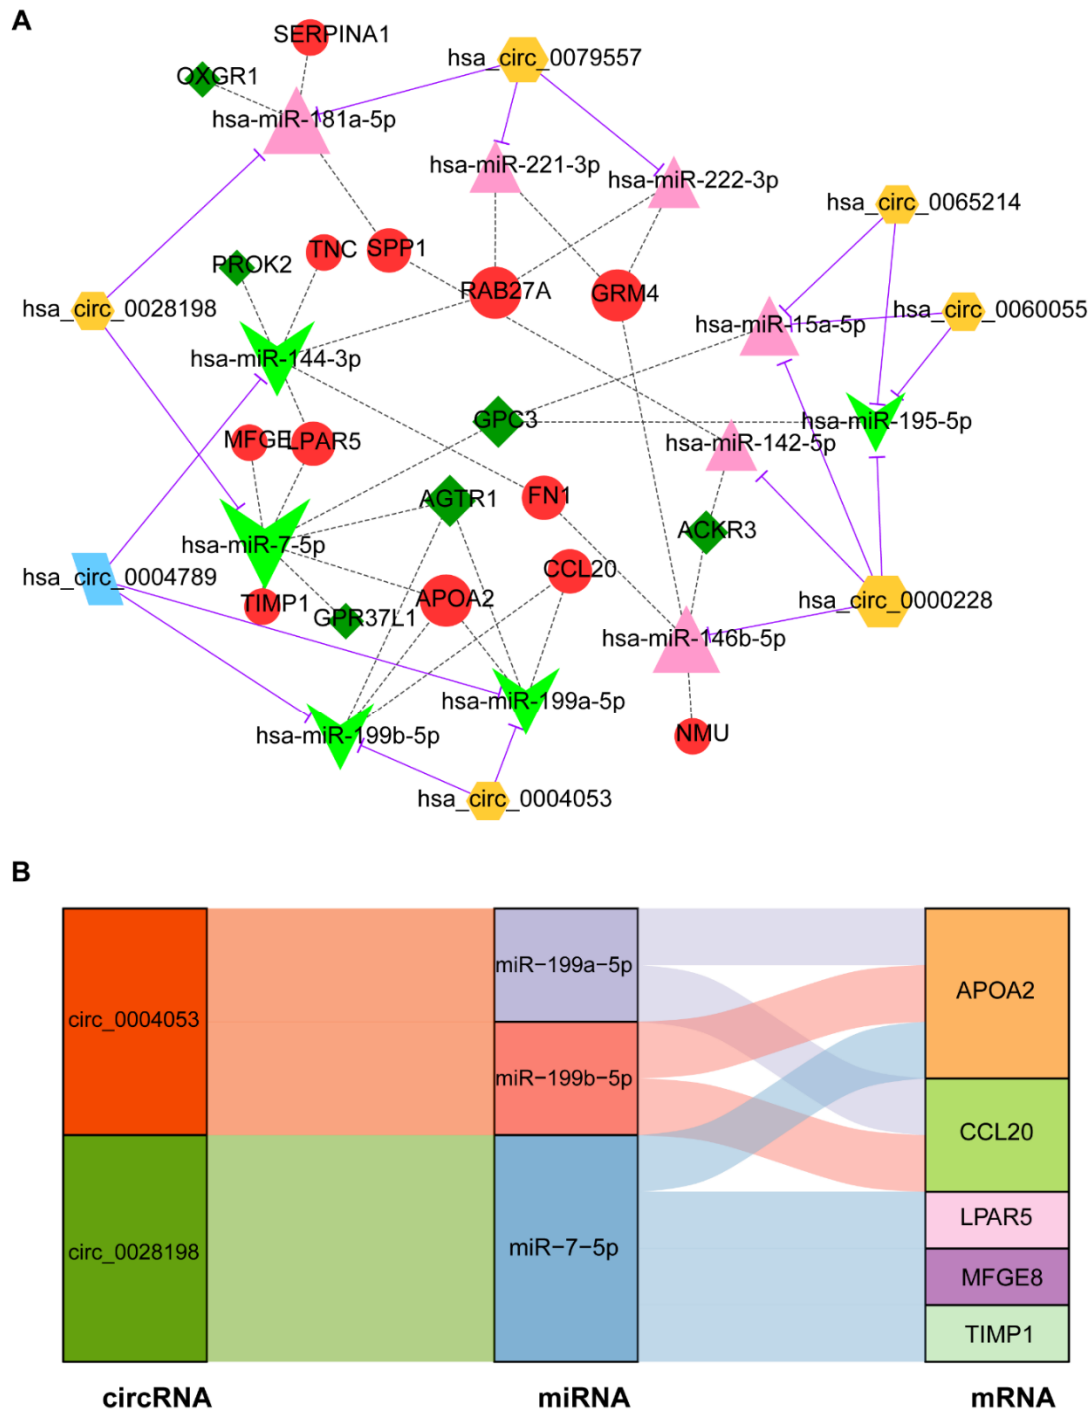 A
SERPINA1
hsa_circ_0079557
OXGR1
hsa-miR-181a-5p
hsa-miR-221-3p
hsa-miR-222-3p
hsa_circ_0065214
TNC
SPP1
PROK2
RAB27A
GRM4
hsa_circ_0028198
hsa_circ_0060055
hsa-miR-15a-5p
hsa-miR-144-3p
GPC3
hsa-miR-195-5p
MFGE
LPAR5
hsa-miR-142-5p
AGTR1
FN1
ACKR3
hsa-miR-7-5p
CCL20
hsa_circ_0004789
TIMP1
GPR37L1
APOA2
hsa_circ_0000228
hsa-miR-146b-5p
hsa-miR-199a-5p
hsa-miR-199b-5p
NMU
hsa_circ_0004053
B
miR−199a−5p
APOA2
circ_0004053
miR−199b−5p
CCL20
LPAR5
circ_0028198
miR−7−5p
MFGE8
TIMP1
circRNA
miRNA
mRNA